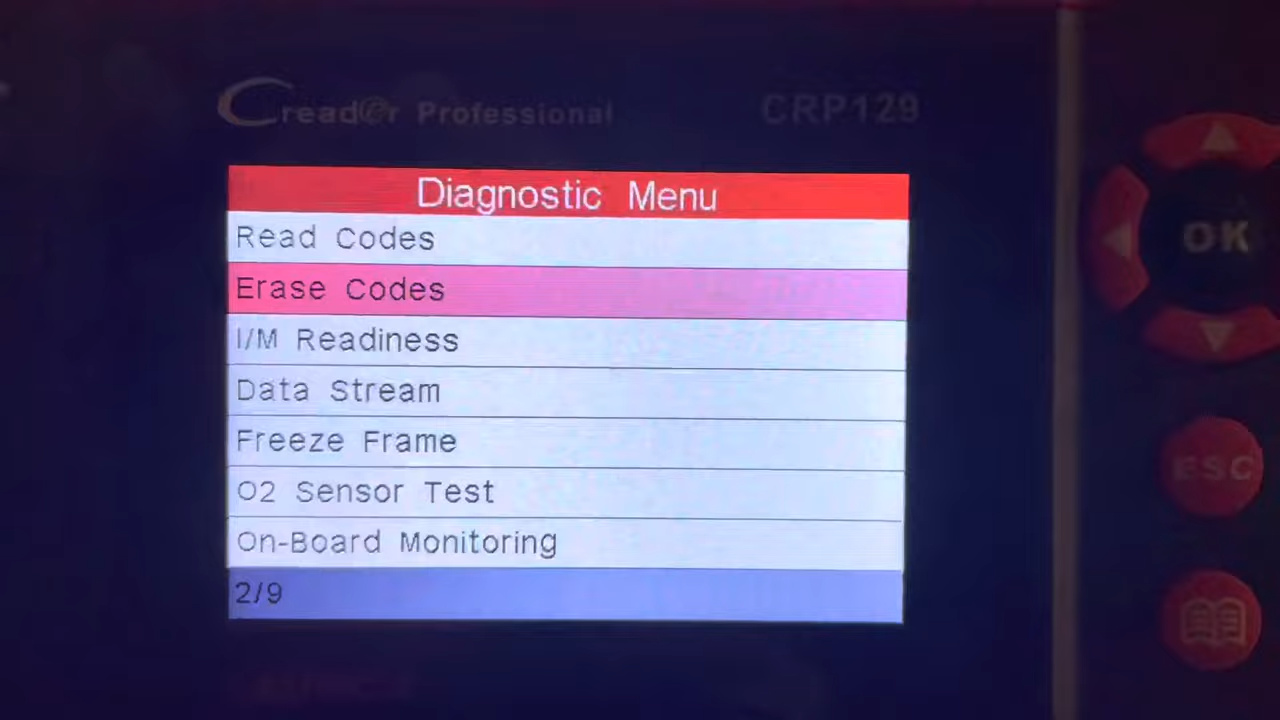 Cread@r Professional CRP129
Diagnostic Menu
Read Codes
Erase Codes
I/M Readiness
Data Stream
Freeze Frame
O2 Sensor Test
On-Board Monitoring
2/9
OK
ESC